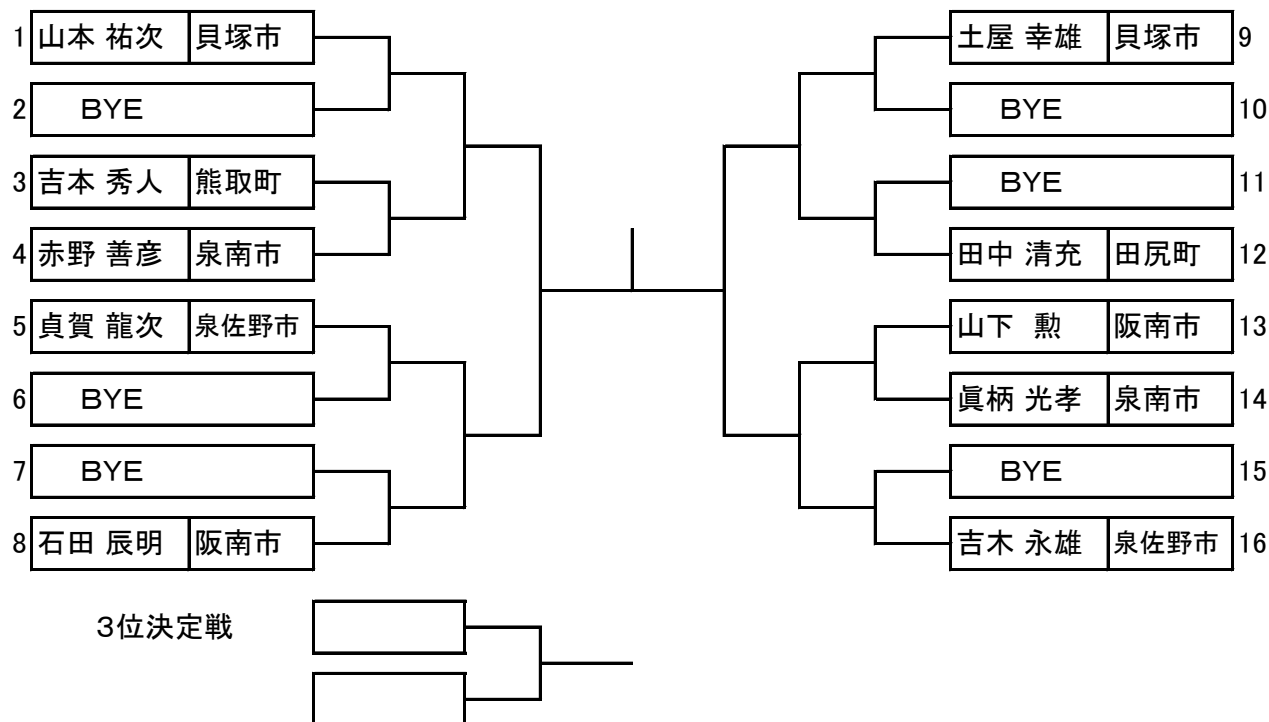 1 山本 祐次 貝塚市
2 ＢＹＥ
3 吉本 秀人 熊取町
4 赤野 善彦 泉南市
5 貞賀 龍次 泉佐野市
6 ＢＹＥ
7 ＢＹＥ
8 石田 辰明 阪南市
土屋 幸雄 貝塚市 9
ＢＹＥ 10
ＢＹＥ 11
田中 清充 田尻町 12
山下 勲 阪南市 13
眞柄 光孝 泉南市 14
ＢＹＥ 15
吉木 永雄 泉佐野市 16
３位決定戦